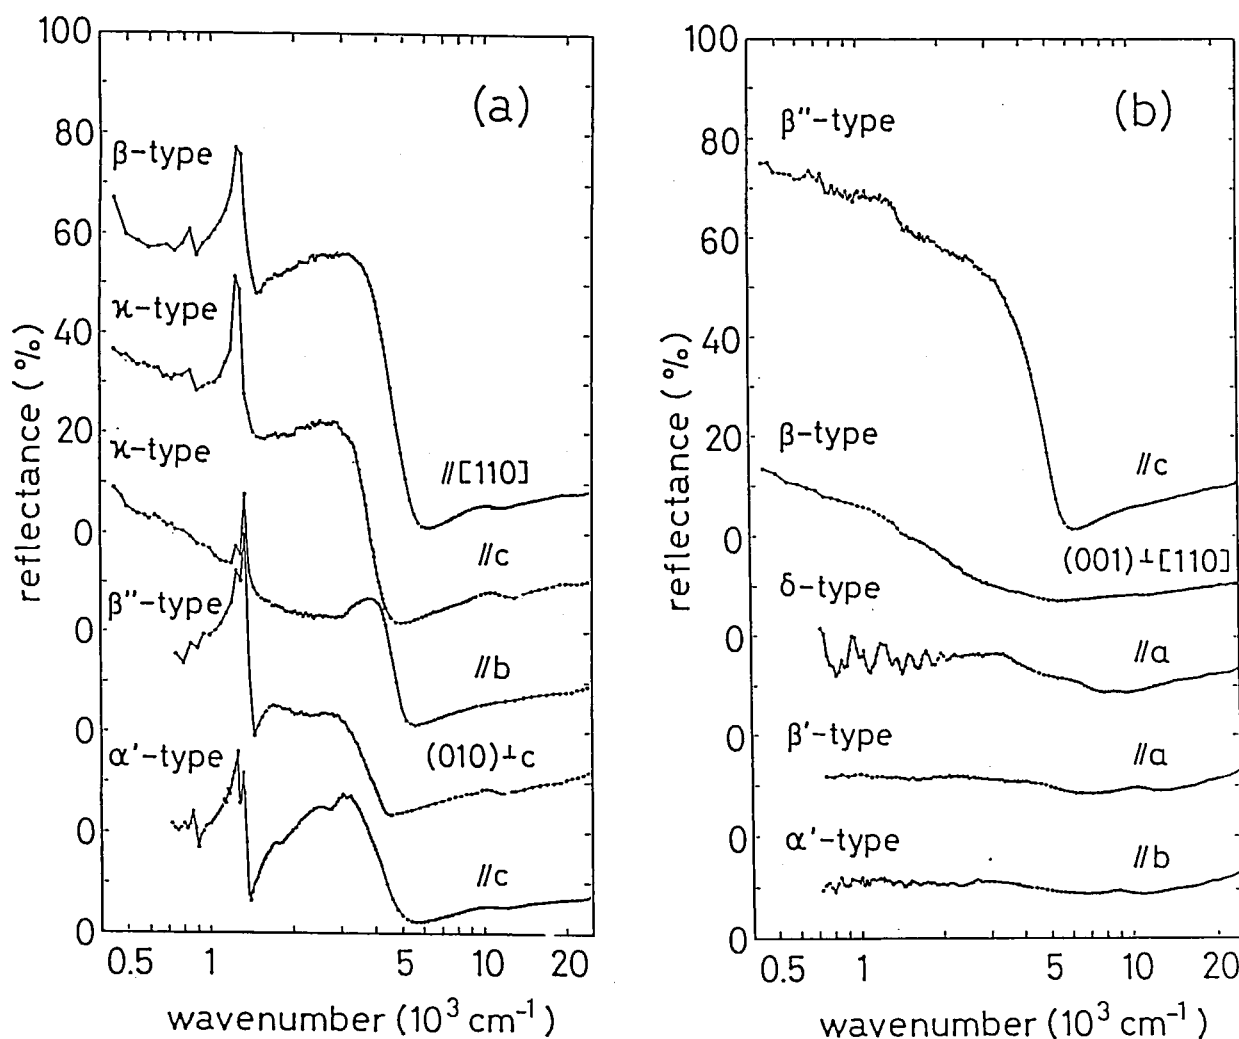 (a)
100
80
60
40
20
0
0
0
0
0
reflectance (%)
β-type
ϰ-type
ϰ-type
β''-type
α'-type
//[110]
//c
//b
(010)⊥c
//c
0.5 1 5 10 20
wavenumber (10³ cm⁻¹)
(b)
100
80
60
40
20
0
0
0
0
0
reflectance (%)
β''-type
β-type
δ-type
β'-type
α'-type
//c
(001)⊥[110]
//a
//a
//b
0.5 1 5 10 20
wavenumber (10³ cm⁻¹)